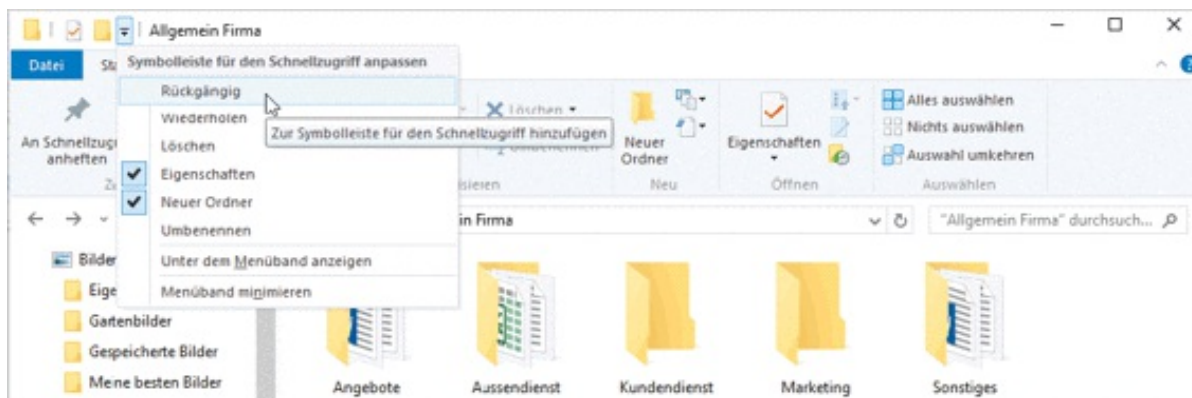 Allgemein Firma
Datei
Symbolleiste für den Schnellzugriff anpassen
Rückgängig
Wiederholen
Zur Symbolleiste für den Schnellzugriff hinzufügen
Löschen
Eigenschaften
Neuer Ordner
Umbenennen
Unter dem Menüband anzeigen
Menüband minimieren
An
anheften
Löschen
Umbenennen
Neuer
Ordner
Neu
Eigenschaften
Öffnen
Alles auswählen
Nichts auswählen
Auswahl umkehren
Auswählen
in Firma
"Allgemein Firma" durchsuch...
Bilder
Eige
Gartenbilder
Gespeicherte Bilder
Meine besten Bilder
Angebote
Aussendienst
Kundendienst
Marketing
Sonstiges